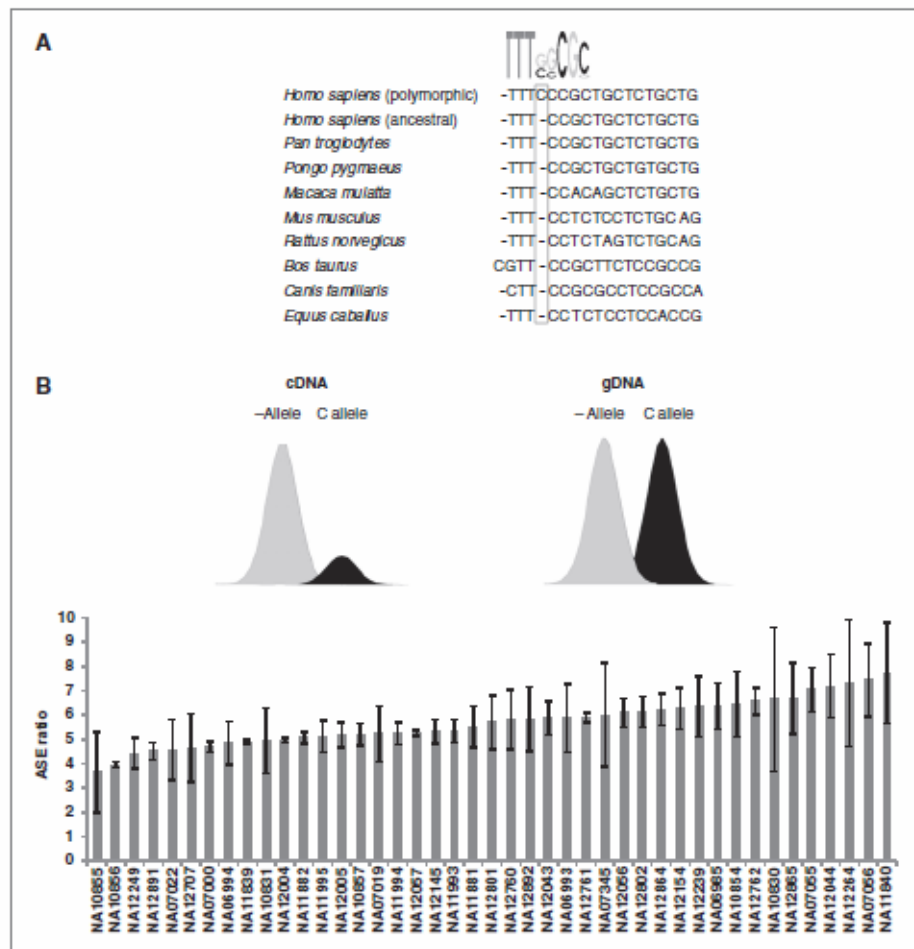 A
TTTGGCGC
CG
Homo sapiens (polymorphic) -TTTCCCGCTGCTCTGCTG
Homo sapiens (ancestral) -TTT-CCGCTGCTCTGCTG
Pan troglodytes -TTT-CCGCTGCTCTGCTG
Pongo pygmaeus -TTT-CCGCTGCTGTGCTG
Macaca mulatta -TTT-CCACAGCTCTGCTG
Mus musculus -TTT-CCTCTCCTCTGCAG
Rattus norvegicus -TTT-CCTCTAGTCTGCAG
Bos taurus CGTT-CCGCTTCTCCGCCG
Canis familiaris -CTT-CCGCGCCTCCGCCA
Equus caballus -TTT-CCTCTCCTCCACCG
B
cDNA gDNA
–Allele C allele – Allele C allele
ASE ratio
10
9
8
7
6
5
4
3
2
1
0
NA10855
NA10856
NA12249
NA12891
NA07022
NA12707
NA07000
NA06994
NA11839
NA10831
NA12004
NA11882
NA11995
NA12005
NA10857
NA07019
NA11994
NA12057
NA12145
NA11993
NA11881
NA12801
NA12760
NA12892
NA12043
NA06993
NA12761
NA07345
NA12056
NA12802
NA12864
NA12154
NA12239
NA06985
NA10854
NA12762
NA10830
NA12865
NA07055
NA12044
NA12264
NA07056
NA11840